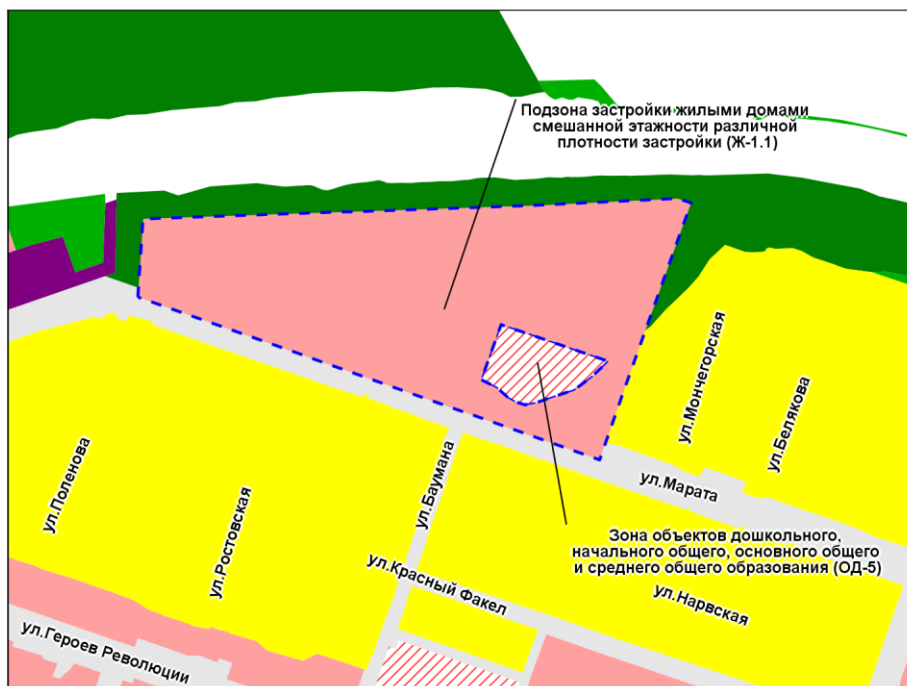 Подзона застройки жилыми домами
смешанной этажности различной
плотности застройки (Ж-1.1)
ул.Мончегорская
ул.Белякова
ул.Поленова
ул.Ростовская
ул.Баумана
ул.Марата
Зона объектов дошкольного,
начального общего, основного общего
и среднего общего образования (ОД-5)
ул.Красный Факел
ул.Нарвская
ул.Героев Революции